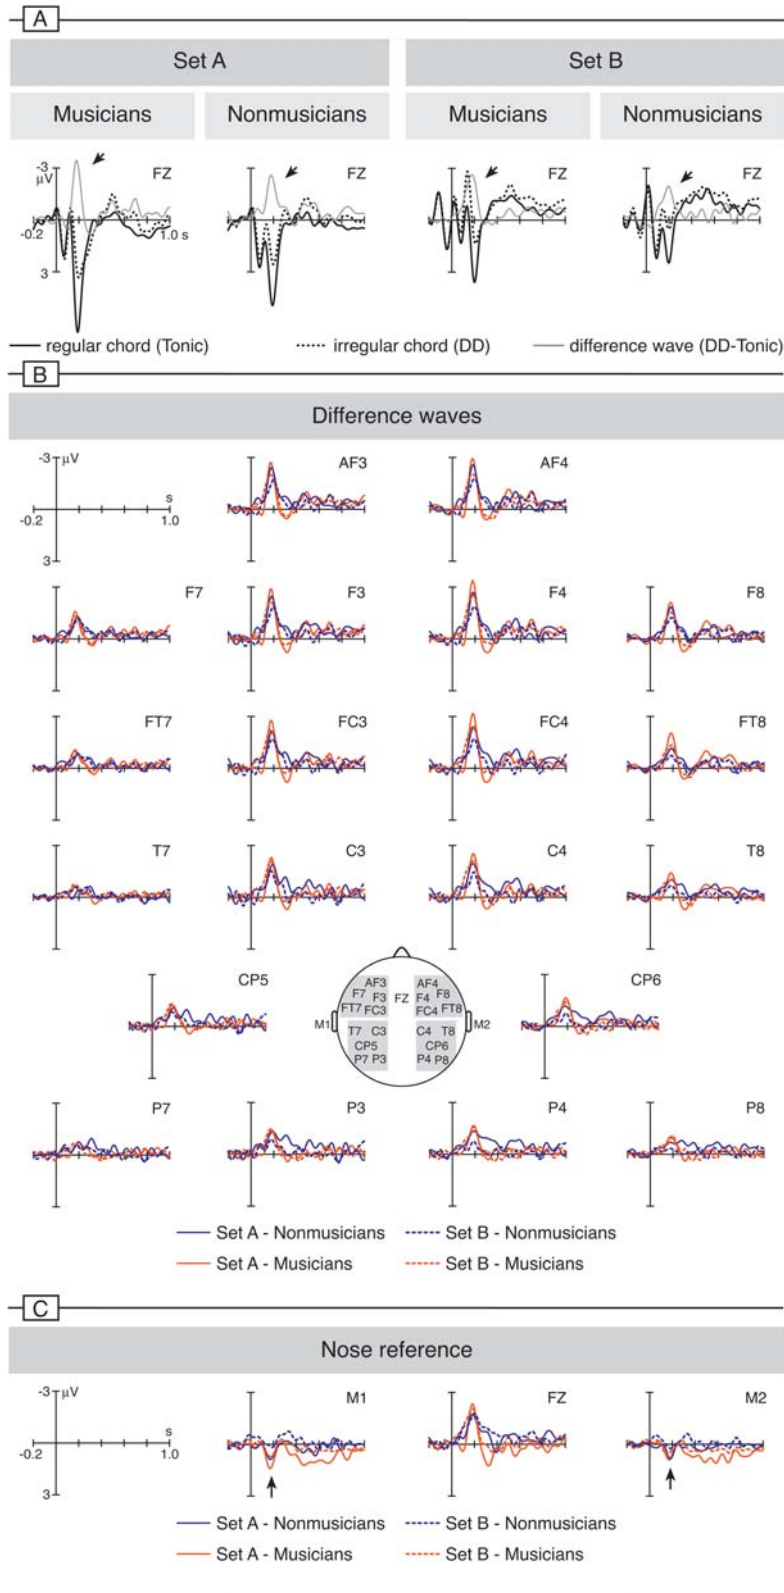 A
Set A Set B
Musicians Nonmusicians Musicians Nonmusicians
-3 FZ FZ FZ FZ
μV
-0.2 1.0 s
3
regular chord (Tonic) irregular chord (DD) difference wave (DD-Tonic)
B
Difference waves
-3 μV AF3 AF4
s
-0.2 1.0
3
F7 F3 F4 F8
FT7 FC3 FC4 FT8
T7 C3 C4 T8
CP5 CP6
AF3 AF4
F7 F3 FZ F4 F8
FT7 FC3 FC4 FT8
M1 M2
T7 C3 C4 T8
CP5 CP6
P7 P3 P4 P8
P7 P3 P4 P8
Set A - Nonmusicians Set B - Nonmusicians
Set A - Musicians Set B - Musicians
C
Nose reference
-3 μV M1 FZ M2
s
-0.2 1.0
3
Set A - Nonmusicians Set B - Nonmusicians
Set A - Musicians Set B - Musicians